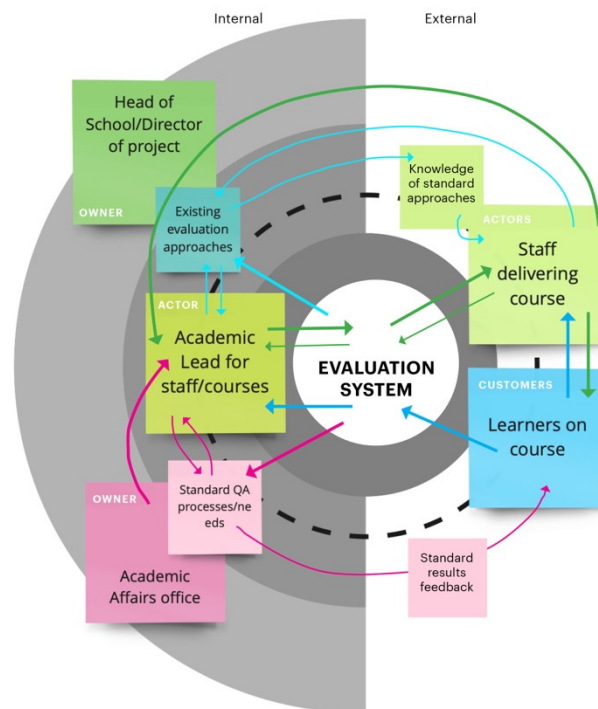 Internal
External
Head of
School/Director
of project
OWNER
Existing
evaluation
approaches
Knowledge
of standard
approaches
ACTORS
Staff
delivering
course
ACTOR
Academic
Lead for
staff/courses
EVALUATION
SYSTEM
CUSTOMERS
Learners on
course
OWNER
Standard QA
processes/ne
eds
Academic
Affairs office
Standard
results
feedback